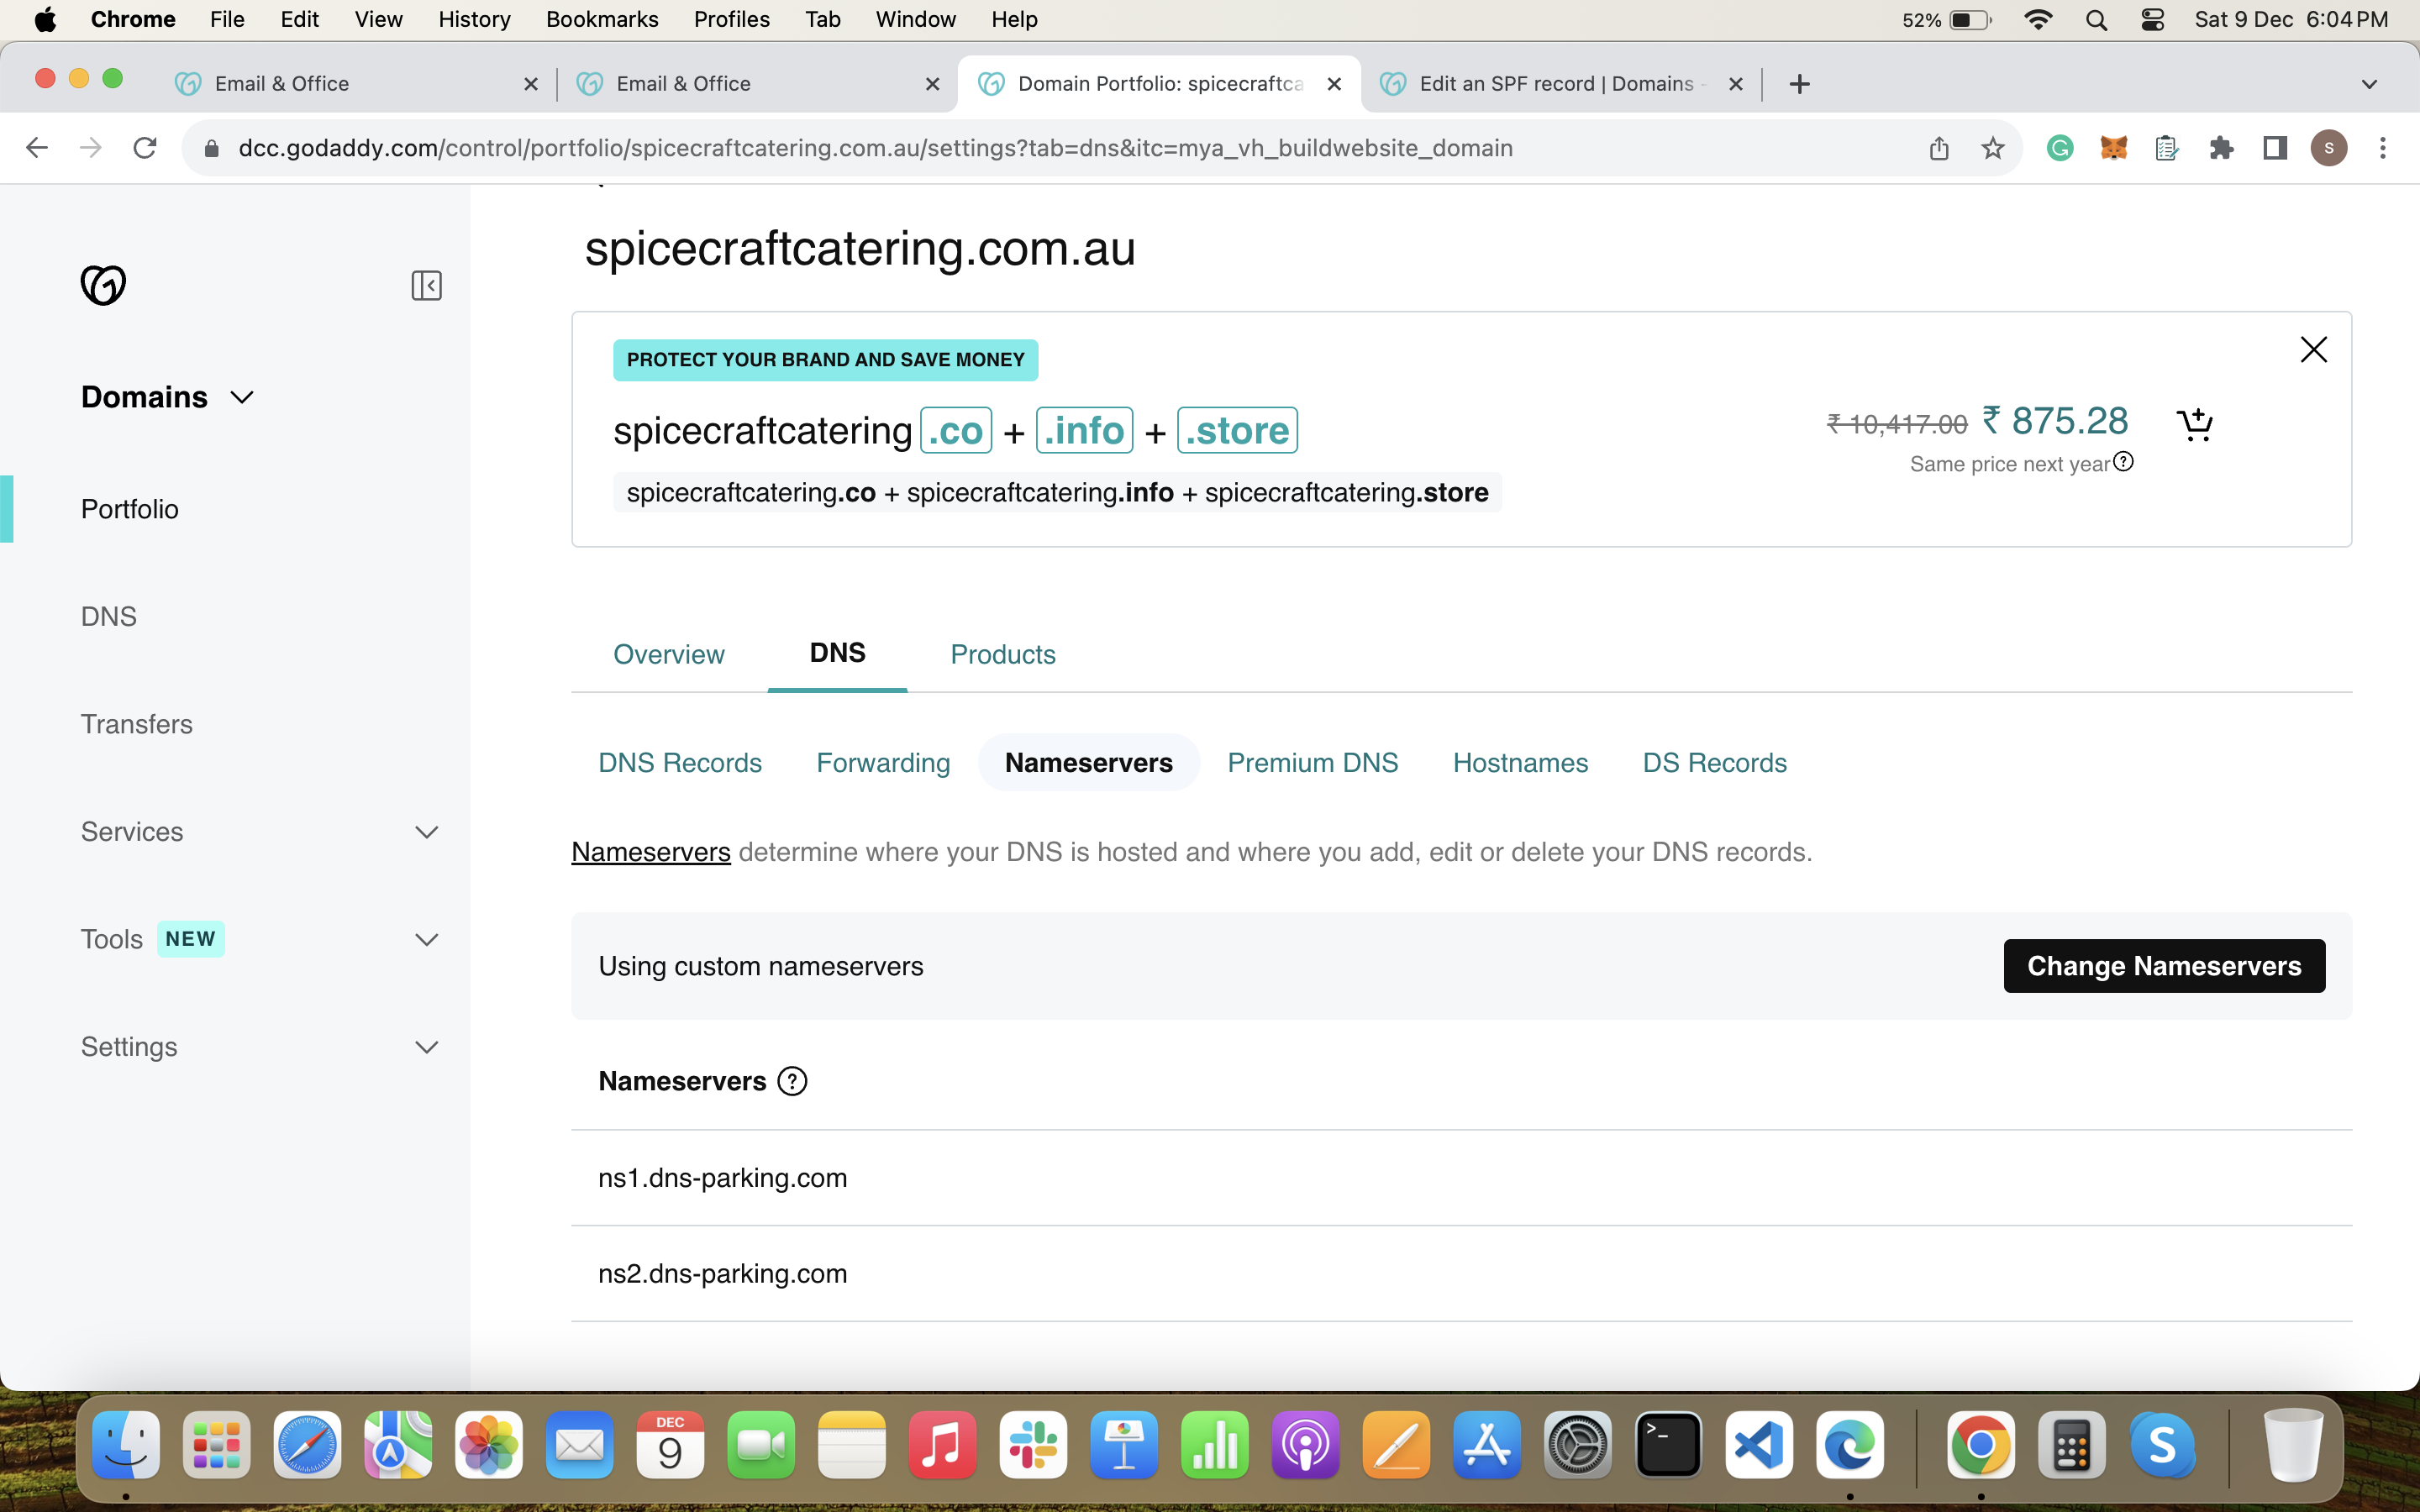 Chrome File Edit View History Bookmarks Profiles Tab Window Help 52% Sat 9 Dec 6:04 PM
Email & Office Email & Office Domain Portfolio: spicecraftca Edit an SPF record | Domains -
dcc.godaddy.com/control/portfolio/spicecraftcatering.com.au/settings?tab=dns&itc=mya_vh_buildwebsite_domain S
Domains
Portfolio
DNS
Transfers
Services
Tools NEW
Settings
spicecraftcatering.com.au
PROTECT YOUR BRAND AND SAVE MONEY
spicecraftcatering .co + .info + .store
₹ 10,417.00 ₹ 875.28
Same price next year
spicecraftcatering.co + spicecraftcatering.info + spicecraftcatering.store
Overview DNS Products
DNS Records Forwarding Nameservers Premium DNS Hostnames DS Records
Nameservers determine where your DNS is hosted and where you add, edit or delete your DNS records.
Using custom nameservers Change Nameservers
Nameservers
ns1.dns-parking.com
ns2.dns-parking.com
DEC
9